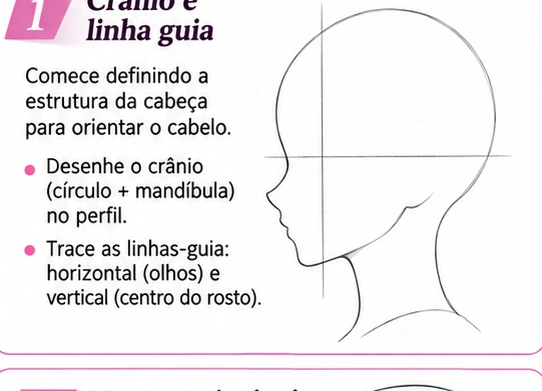 1
Crânio e
linha guia
Comece definindo a
estrutura da cabeça
para orientar o cabelo.
Desenhe o crânio
(círculo + mandíbula)
no perfil.
Trace as linhas-guia:
horizontal (olhos) e
vertical (centro do rosto).